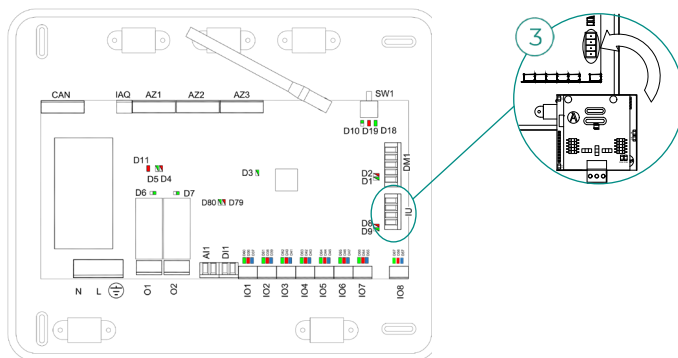 3
CAN IAQ AZ1 AZ2 AZ3 SW1
D10 D19 D18
A
D11
D5 D4
D3
D2
D1
DM1
D6 D7
D80 D79
IU
D8
D9
AI1 DI1
N L O1 O2 IO1 IO2 IO3 IO4 IO5 IO6 IO7 IO8